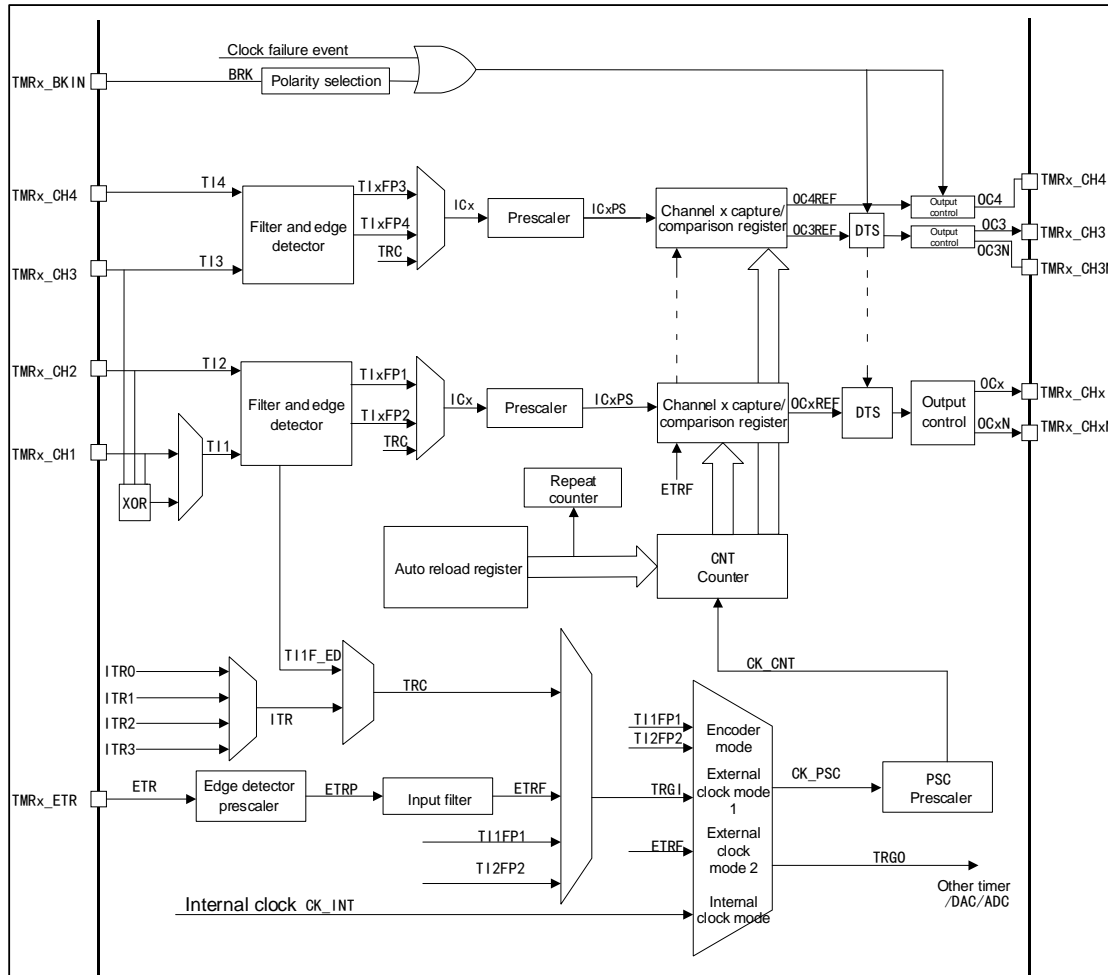 Clock failure event
TMRx_BKIN
BRK
Polarity selection
TMRx_CH4
TI4
TIxFP3
ICx
Prescaler
ICxPS
Channel x capture/
comparison register
OC4REF
Output
control
OC4
TMRx_CH4
Filter and edge
detector
TIxFP4
TRC
OC3REF
DTS
Output
control
OC3
TMRx_CH3
OC3N
TMRx_CH3N
TMRx_CH3
TI3
TMRx_CH2
TI2
TIxFP1
ICx
Prescaler
ICxPS
Channel x capture/
comparison register
OCxREF
DTS
Output
control
OCx
TMRx_CHx
OCxN
TMRx_CHxN
Filter and edge
detector
TIxFP2
TRC
TMRx_CH1
TI1
XOR
ETRF
Repeat
counter
Auto reload register
CNT
Counter
TI1F_ED
CK_CNT
ITR0
ITR1
ITR2
ITR3
ITR
TRC
TI1FP1
TI2FP2
Encoder
mode
External
clock mode
1
CK_PSC
PSC
Prescaler
TMRx_ETR
ETR
Edge detector
prescaler
ETRP
Input filter
ETRF
TRGI
TI1FP1
TI2FP2
ETRF
External
clock
mode 2
TRGO
Other timer
/DAC/ADC
Internal clock CK_INT
Internal
clock mode